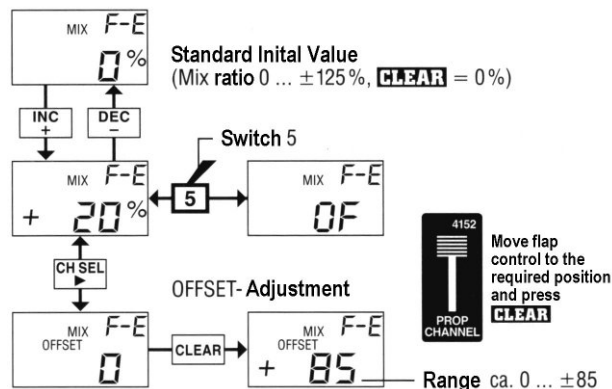 MIX F-E
0%
Standard Inital Value
(Mix ratio 0 ... ±125%, CLEAR = 0%)
INC
+
DEC
–
Switch 5
MIX F-E
+ 20%
5
MIX F-E
OF
CH SEL
▶
OFFSET- Adjustment
4152
PROP
CHANNEL
Move flap
control to the
required position
and press
CLEAR
MIX F-E
OFFSET
0
CLEAR
MIX F-E
OFFSET
+ 85
Range ca. 0 ... ±85